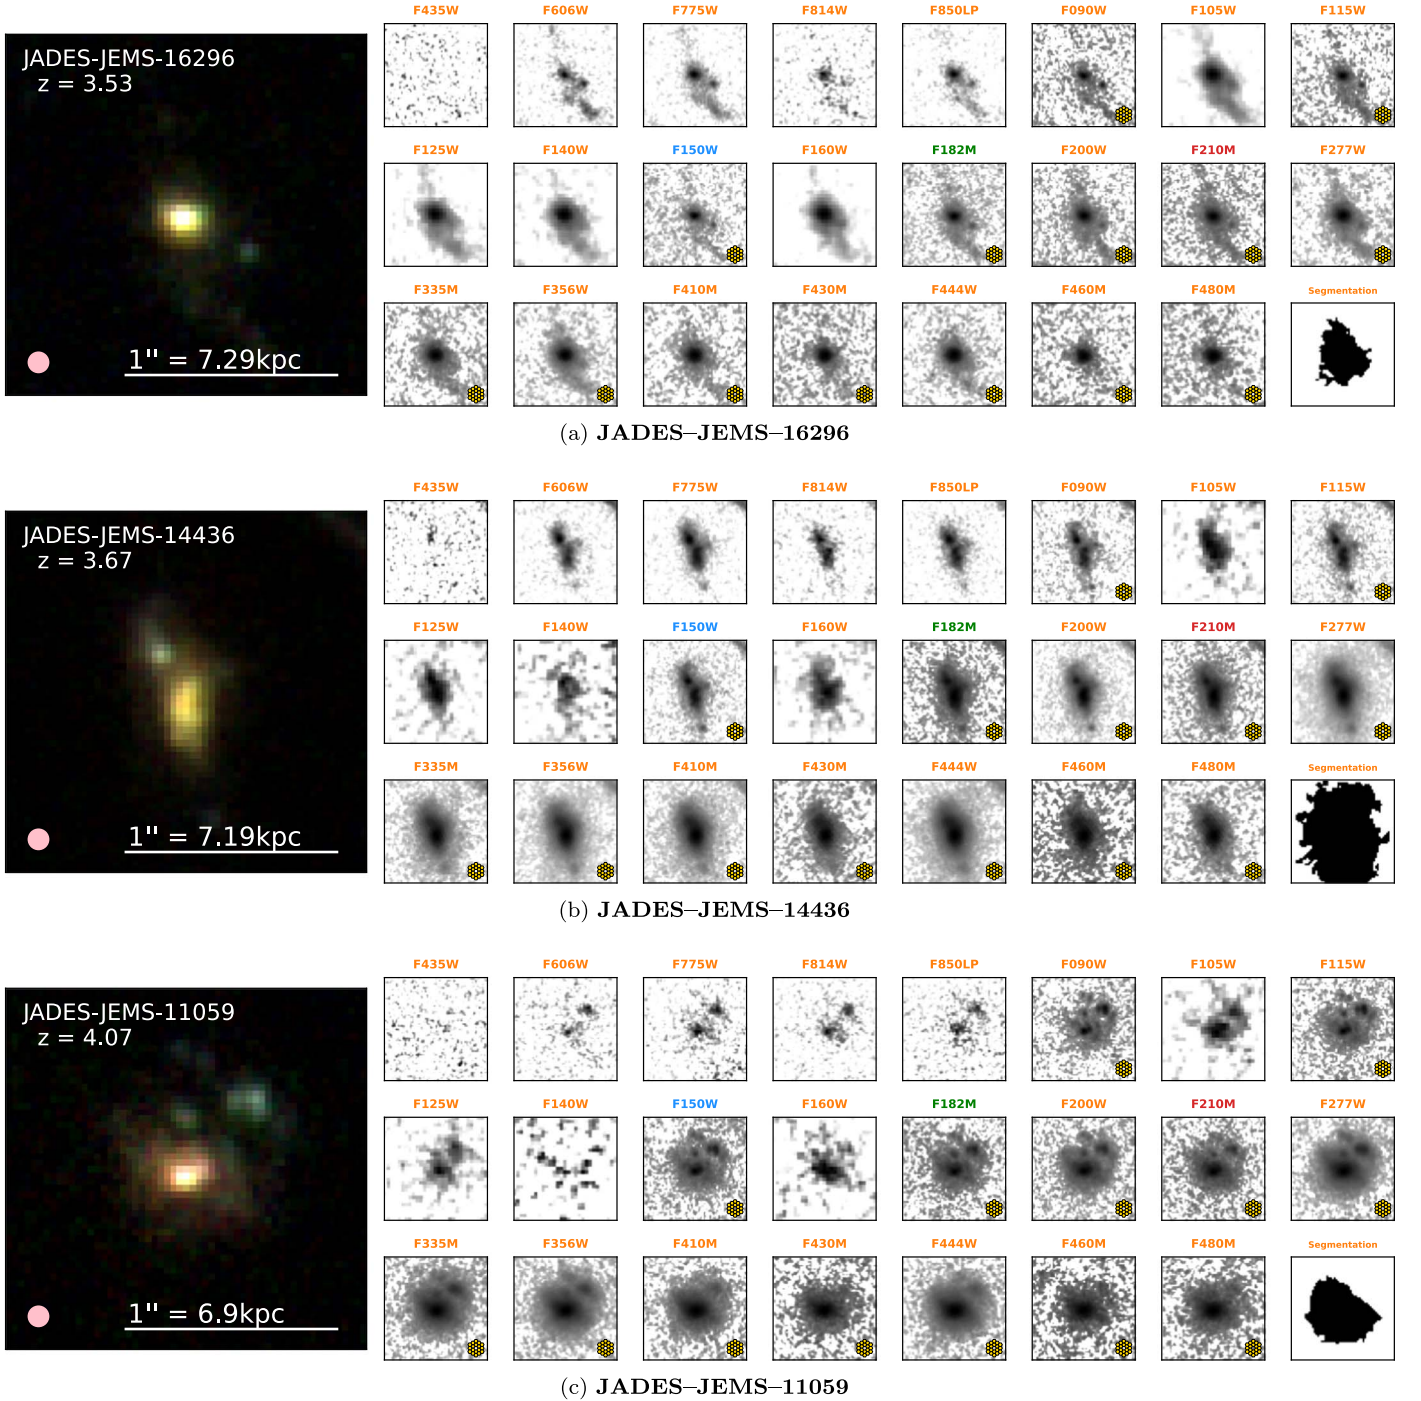 F435W F606W F775W F814W F850LP F090W F105W F115W
JADES-JEMS-16296
z = 3.53
F125W F140W F150W F160W F182M F200W F210M F277W
F335M F356W F410M F430M F444W F460M F480M Segmentation
1" = 7.29kpc
(a) JADES–JEMS–16296
F435W F606W F775W F814W F850LP F090W F105W F115W
JADES-JEMS-14436
z = 3.67
F125W F140W F150W F160W F182M F200W F210M F277W
F335M F356W F410M F430M F444W F460M F480M Segmentation
1" = 7.19kpc
(b) JADES–JEMS–14436
F435W F606W F775W F814W F850LP F090W F105W F115W
JADES-JEMS-11059
z = 4.07
F125W F140W F150W F160W F182M F200W F210M F277W
F335M F356W F410M F430M F444W F460M F480M Segmentation
1" = 6.9kpc
(c) JADES–JEMS–11059